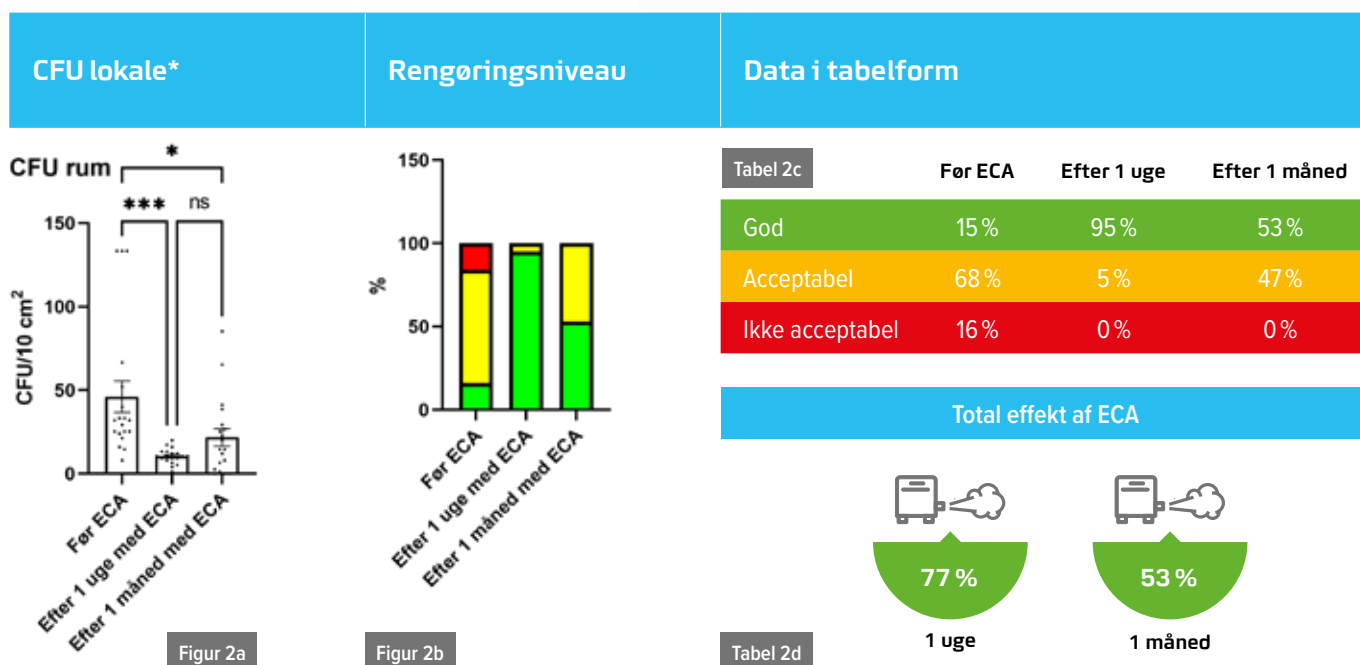 CFU lokale*
Rengøringsniveau
Data i tabelform
CFU rum
*
*** ns
150
100
50
0
CFU/10 cm²
Før ECA
Efter 1 uge med ECA
Efter 1 måned med ECA
Figur 2a
150
100
50
0
%
Før ECA
Efter 1 uge med ECA
Efter 1 måned med ECA
Figur 2b
Tabel 2c Før ECA Efter 1 uge Efter 1 måned
God 15 % 95 % 53 %
Acceptabel 68 % 5 % 47 %
Ikke acceptabel 16 % 0 % 0 %
Total effekt af ECA
77 % 53 %
1 uge 1 måned
Tabel 2d